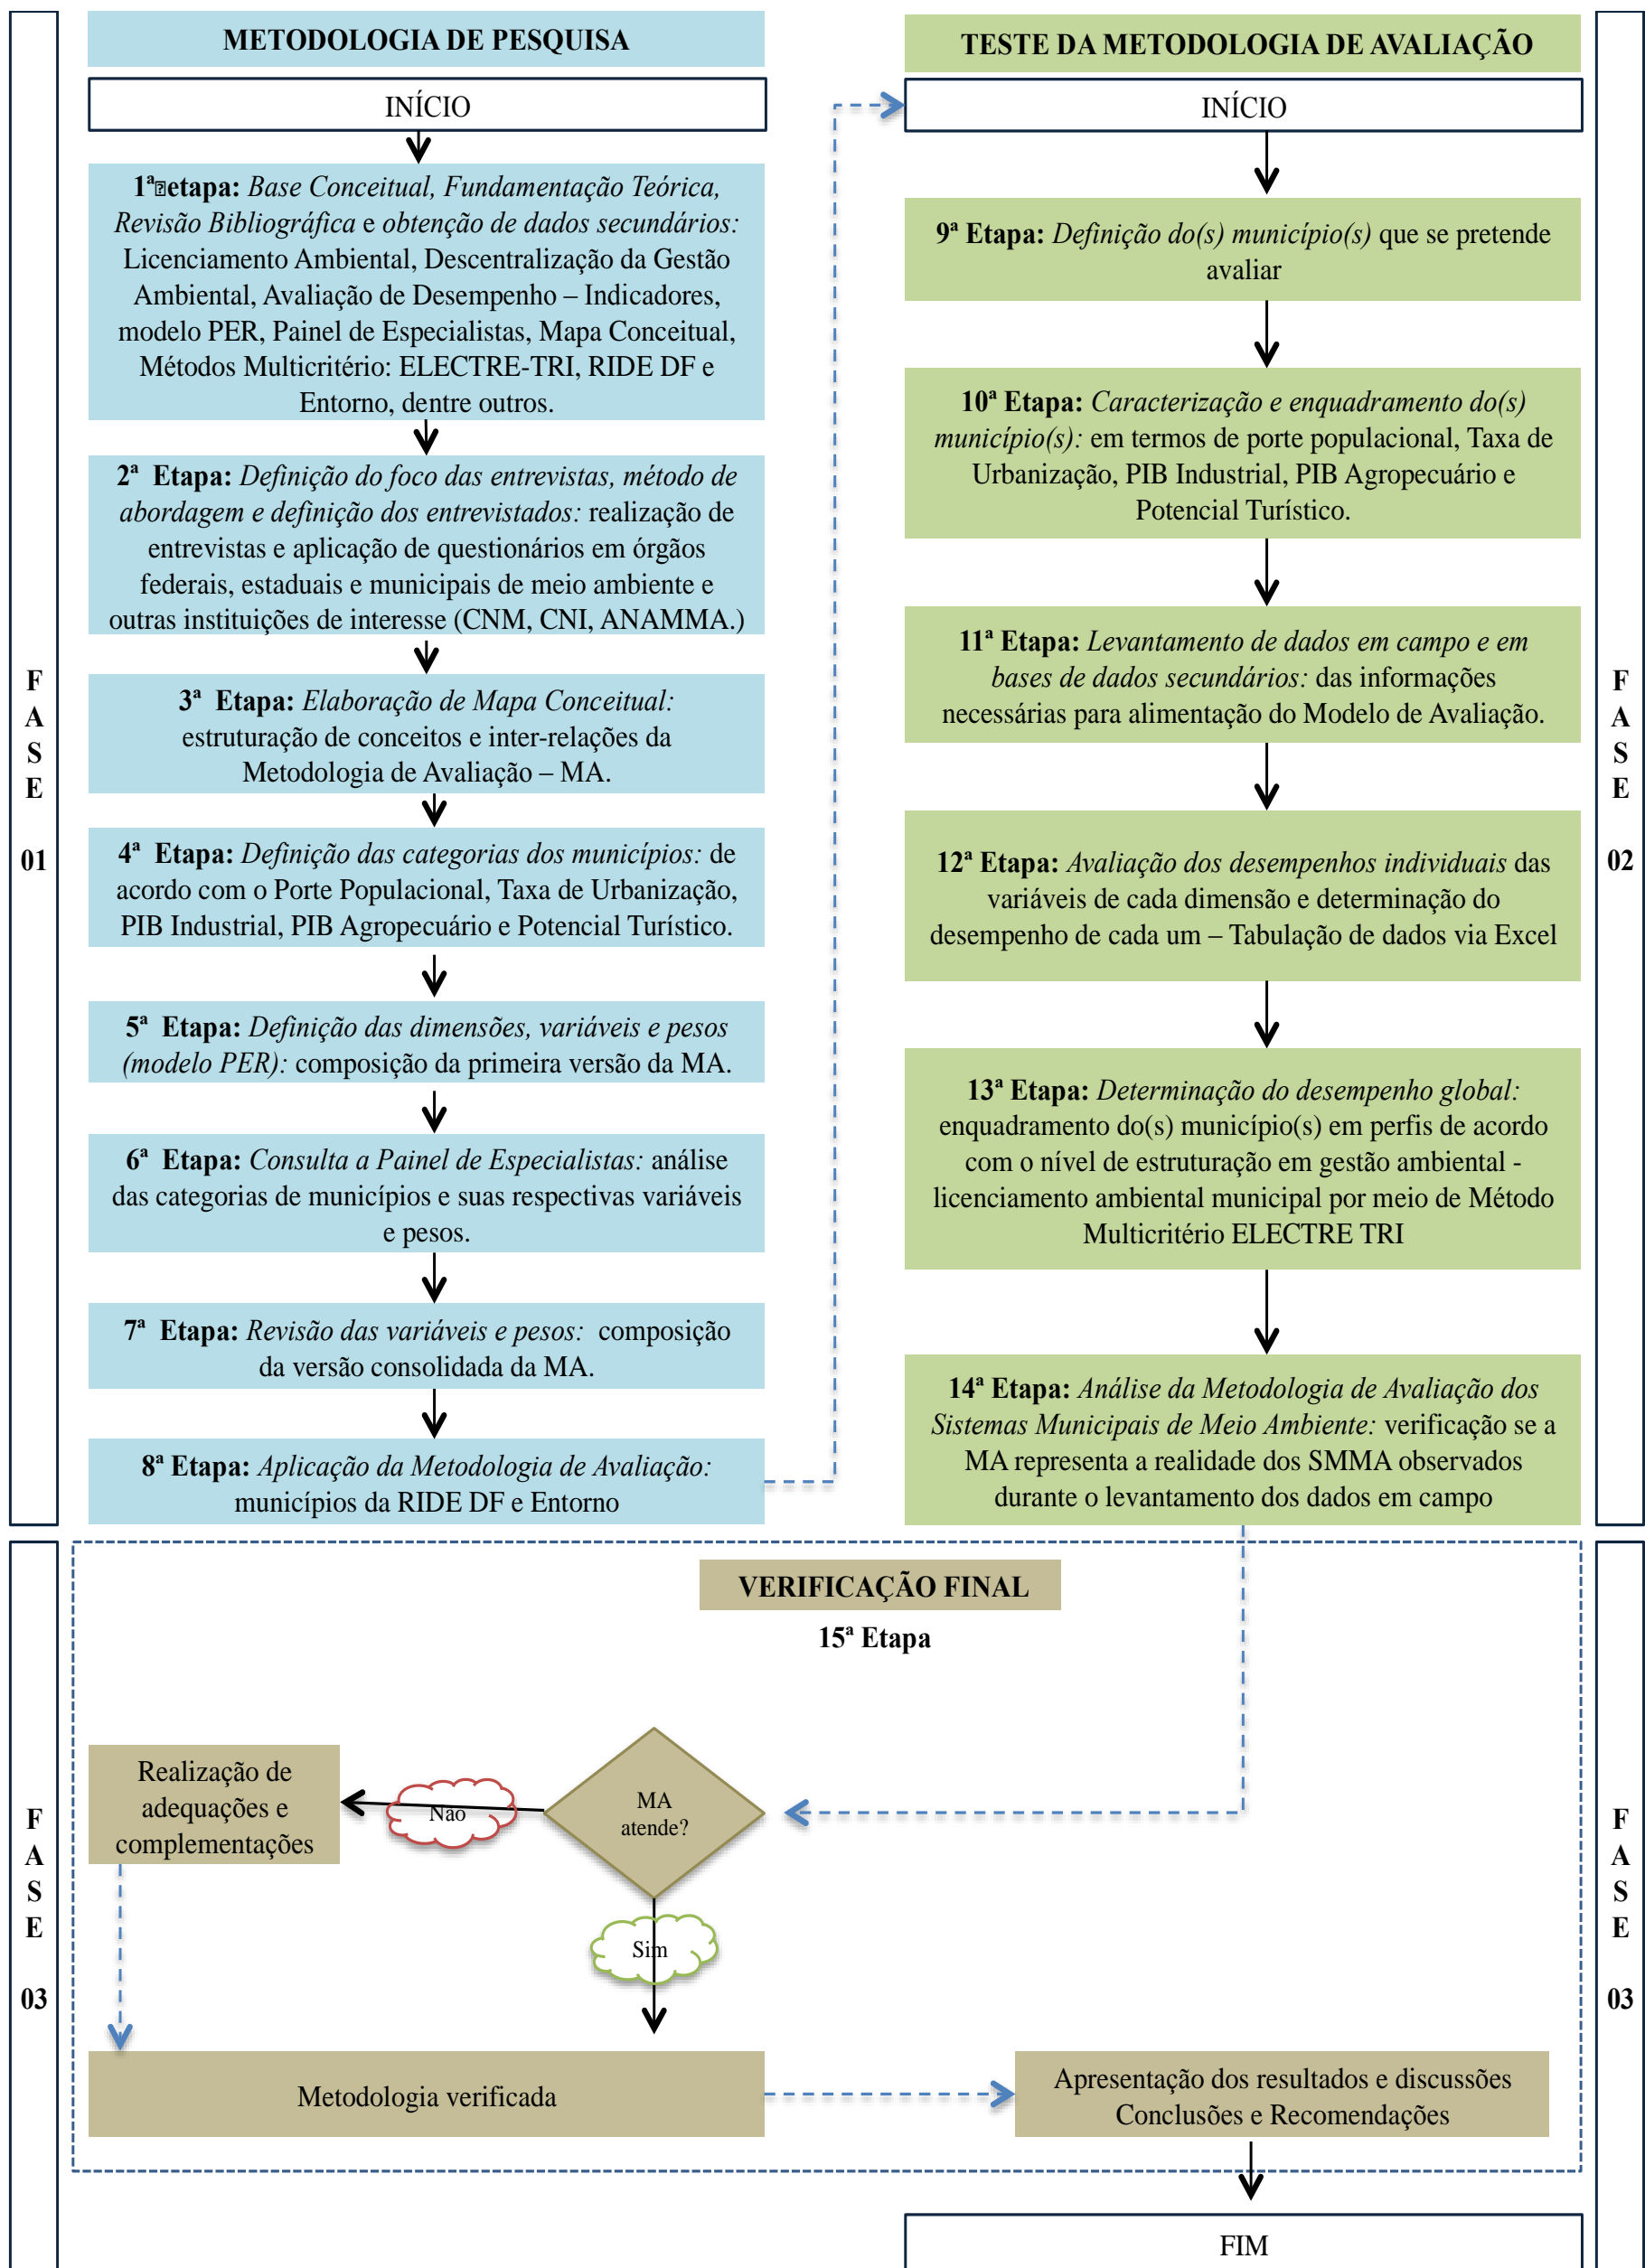 METODOLOGIA DE PESQUISA
INÍCIO
1ª etapa: Base Conceitual, Fundamentação Teórica,
Revisão Bibliográfica e obtenção de dados secundários:
Licenciamento Ambiental, Descentralização da Gestão
Ambiental, Avaliação de Desempenho – Indicadores,
modelo PER, Painel de Especialistas, Mapa Conceitual,
Métodos Multicritério: ELECTRE-TRI, RIDE DF e
Entorno, dentre outros.
2ª Etapa: Definição do foco das entrevistas, método de
abordagem e definição dos entrevistados: realização de
entrevistas e aplicação de questionários em órgãos
federais, estaduais e municipais de meio ambiente e
outras instituições de interesse (CNM, CNI, ANAMMA.)
3ª Etapa: Elaboração de Mapa Conceitual:
estruturação de conceitos e inter-relações da
Metodologia de Avaliação – MA.
4ª Etapa: Definição das categorias dos municípios: de
acordo com o Porte Populacional, Taxa de Urbanização,
PIB Industrial, PIB Agropecuário e Potencial Turístico.
5ª Etapa: Definição das dimensões, variáveis e pesos
(modelo PER): composição da primeira versão da MA.
6ª Etapa: Consulta a Painel de Especialistas: análise
das categorias de municípios e suas respectivas variáveis
e pesos.
7ª Etapa: Revisão das variáveis e pesos: composição
da versão consolidada da MA.
8ª Etapa: Aplicação da Metodologia de Avaliação:
municípios da RIDE DF e Entorno
F
A
S
E
01
TESTE DA METODOLOGIA DE AVALIAÇÃO
INÍCIO
9ª Etapa: Definição do(s) município(s) que se pretende
avaliar
10ª Etapa: Caracterização e enquadramento do(s)
município(s): em termos de porte populacional, Taxa de
Urbanização, PIB Industrial, PIB Agropecuário e
Potencial Turístico.
11ª Etapa: Levantamento de dados em campo e em
bases de dados secundários: das informações
necessárias para alimentação do Modelo de Avaliação.
12ª Etapa: Avaliação dos desempenhos individuais das
variáveis de cada dimensão e determinação do
desempenho de cada um – Tabulação de dados via Excel
13ª Etapa: Determinação do desempenho global:
enquadramento do(s) município(s) em perfis de acordo
com o nível de estruturação em gestão ambiental -
licenciamento ambiental municipal por meio de Método
Multicritério ELECTRE TRI
14ª Etapa: Análise da Metodologia de Avaliação dos
Sistemas Municipais de Meio Ambiente: verificação se a
MA representa a realidade dos SMMA observados
durante o levantamento dos dados em campo
F
A
S
E
02
VERIFICAÇÃO FINAL
15ª Etapa
MA
atende?
Não
Realização de
adequações e
complementações
Sim
Metodologia verificada
Apresentação dos resultados e discussões
Conclusões e Recomendações
FIM
F
A
S
E
03
F
A
S
E
03